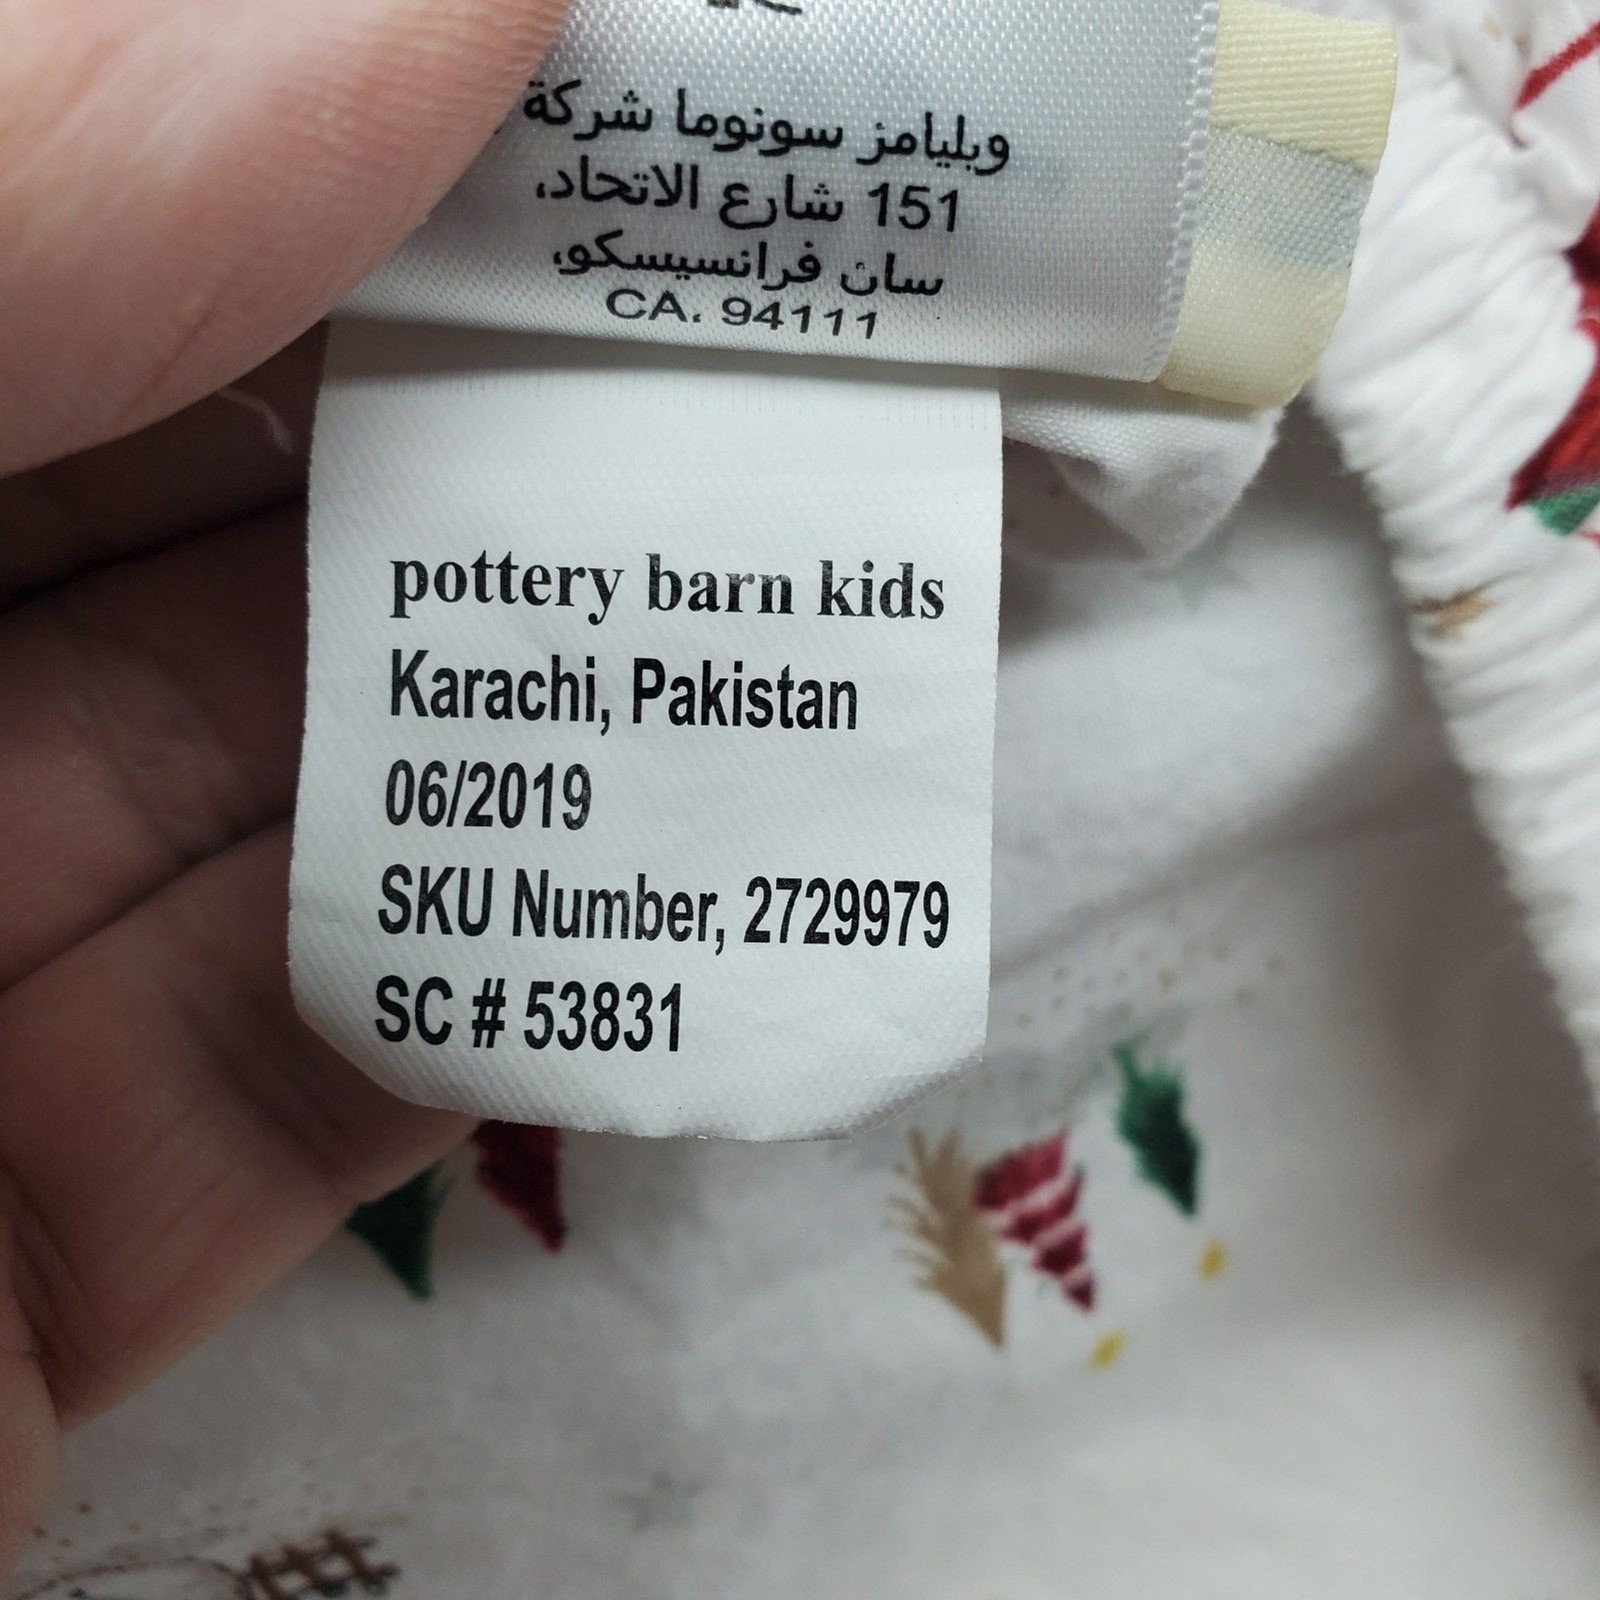 ويليامز سونوما شركة
151 شارع الاتحاد،
سان فرانسيسكو،
CA. 94111
pottery barn kids
Karachi, Pakistan
06/2019
SKU Number, 2729979
SC # 53831